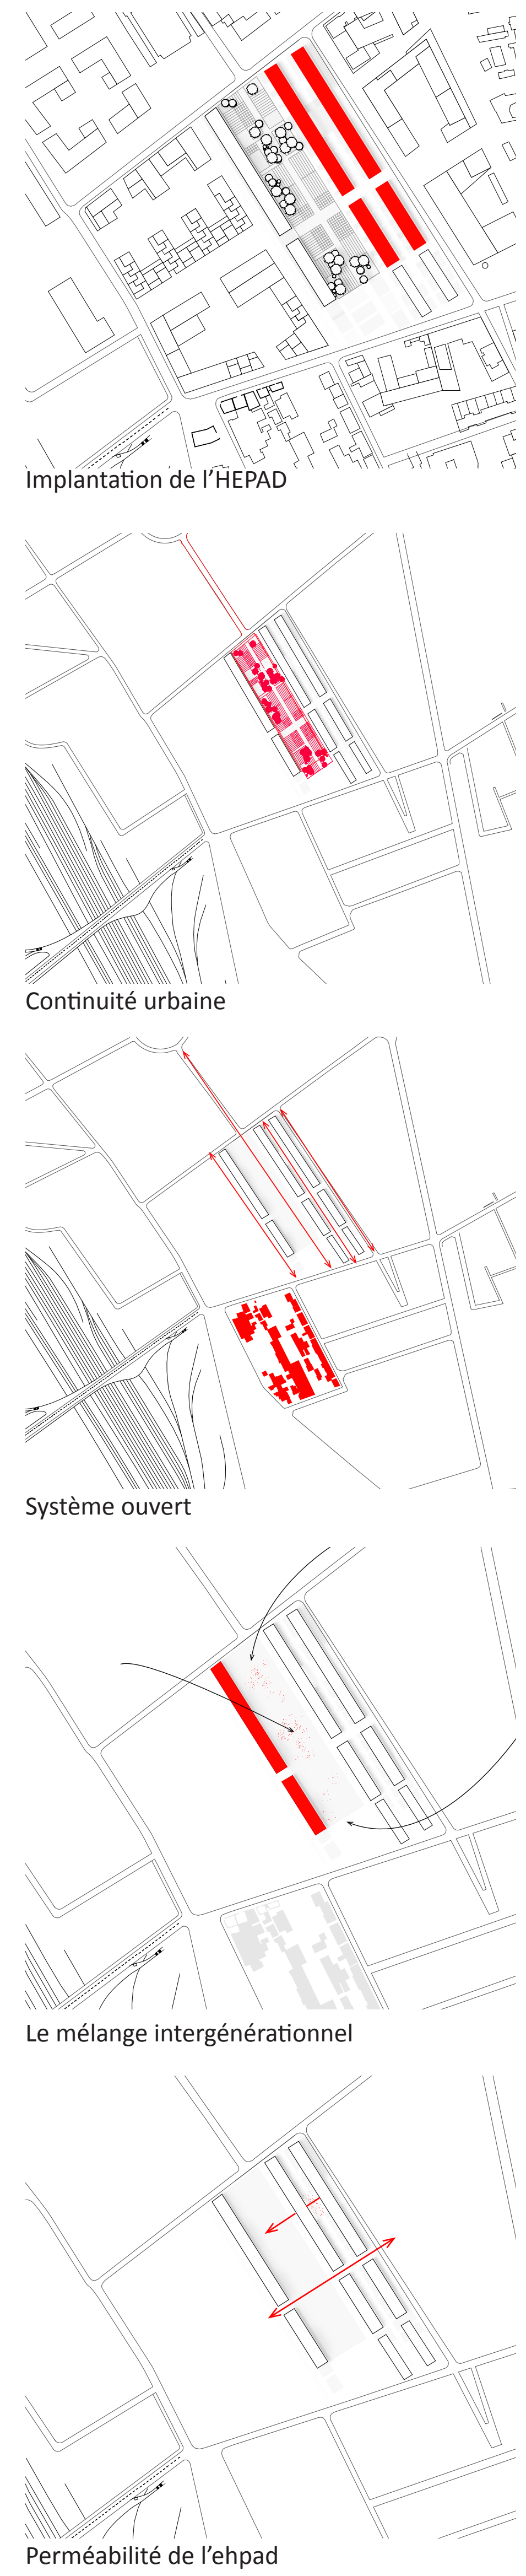 Implantation de l’HEPAD
Continuité urbaine
Système ouvert
Le mélange intergénérationnel
Perméabilité de l’ehpad